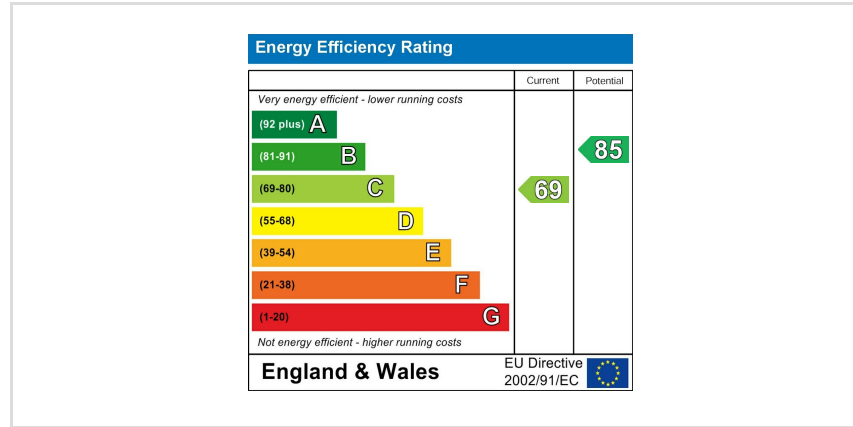 Energy Efficiency Rating
Current Potential
Very energy efficient - lower running costs
(92 plus) A
(81-91) B
85
(69-80) C
69
(55-68) D
(39-54) E
(21-38) F
(1-20) G
Not energy efficient - higher running costs
England & Wales
EU Directive
2002/91/EC